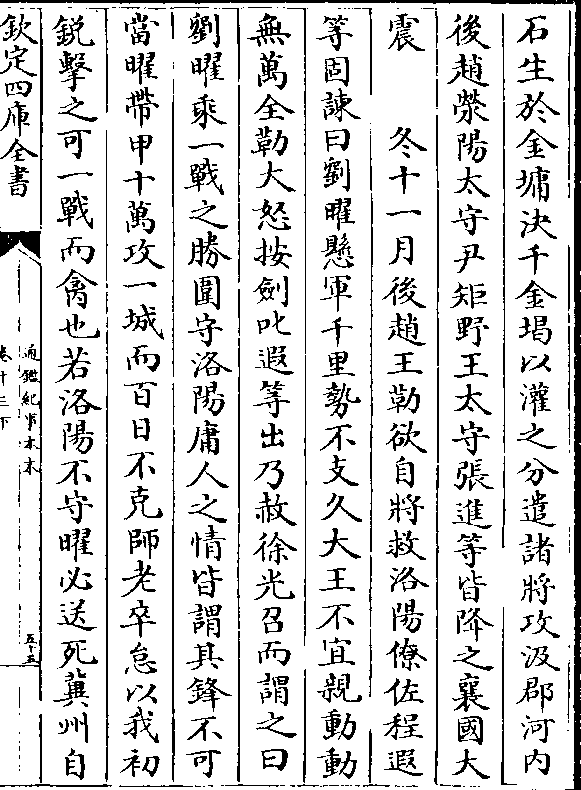 石生於金墉決千金堨以灌之分遣諸將攻汲郡河内
後趙滎陽太守尹矩野王太守張進等皆降之襄國大
震　冬十一月後趙王勒欲自將救洛陽僚佐程遐
等固諫曰劉曜懸軍千里勢不支久大王不宜親動動
無萬全勒大怒按劍叱遐等出乃赦徐光召而謂之曰
劉曜乘一戰之勝圍守洛陽庸人之情皆謂其鋒不可
當曜帶甲十萬攻一城而百日不克師老卒怠以我初
鋭擊之可一戰而禽也若洛陽不守曜必送死冀州自
欽定四庫全書
通鑑紀事本末
卷十三下
五十五